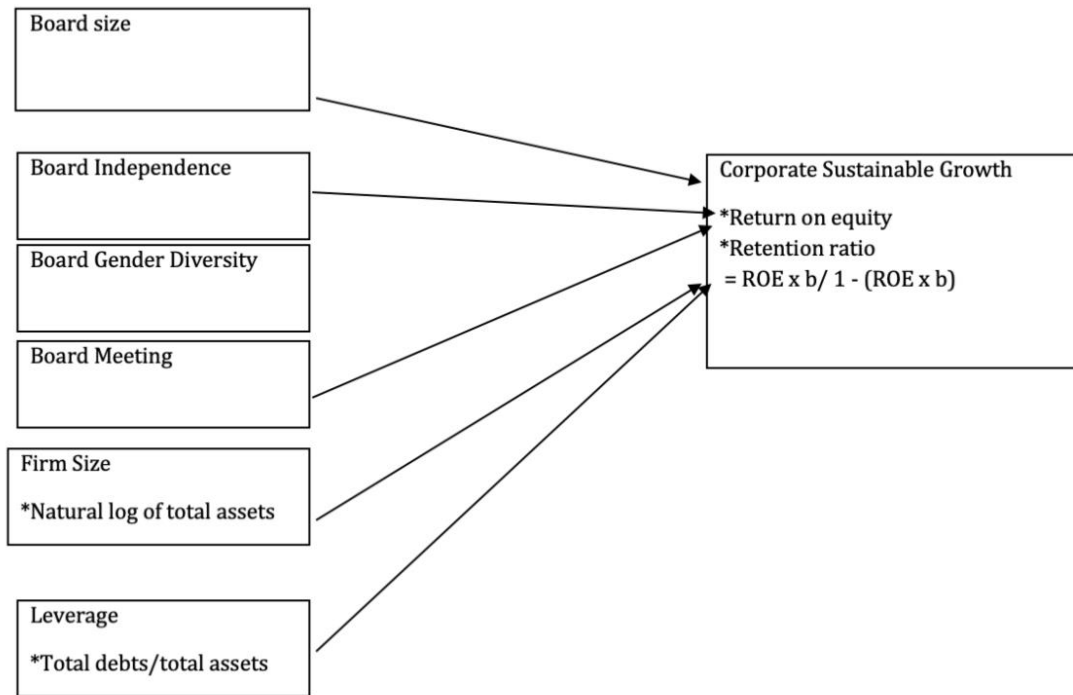 Board size
Board Independence
Board Gender Diversity
Board Meeting
Firm Size
*Natural log of total assets
Leverage
*Total debts/total assets
Corporate Sustainable Growth
*Return on equity
*Retention ratio
= ROE x b/ 1 - (ROE x b)